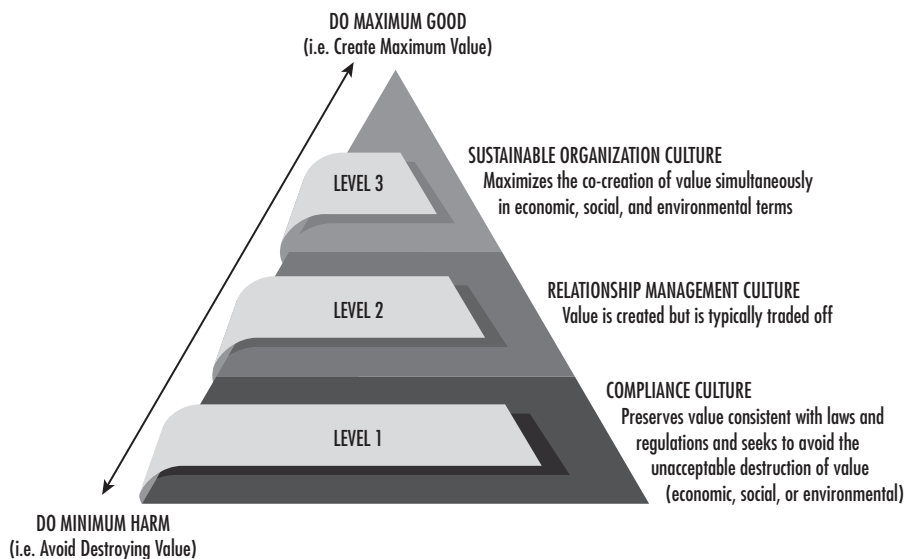 DO MAXIMUM GOOD
(i.e. Create Maximum Value)
SUSTAINABLE ORGANIZATION CULTURE
Maximizes the co-creation of value simultaneously
in economic, social, and environmental terms
LEVEL 3
RELATIONSHIP MANAGEMENT CULTURE
Value is created but is typically traded off
LEVEL 2
COMPLIANCE CULTURE
Preserves value consistent with laws and
regulations and seeks to avoid the
unacceptable destruction of value
(economic, social, or environmental)
LEVEL 1
DO MINIMUM HARM
(i.e. Avoid Destroying Value)